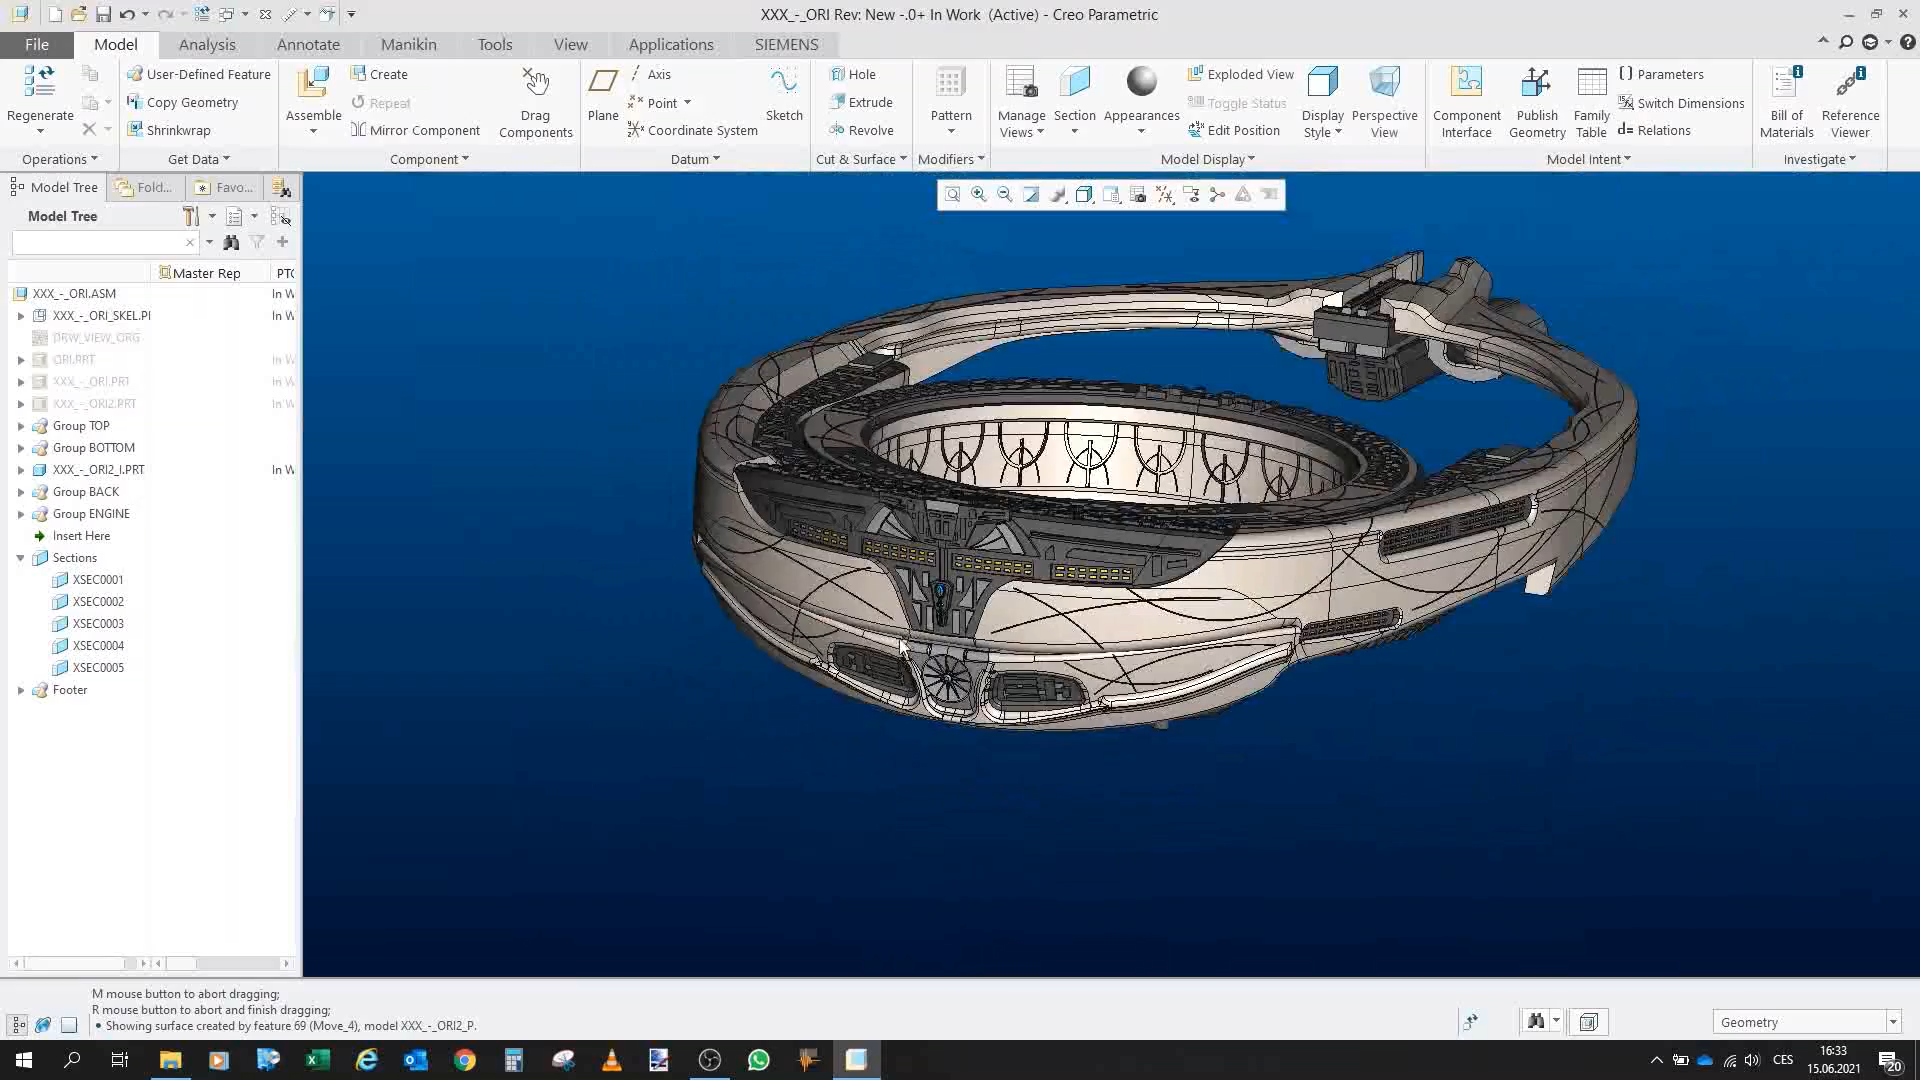 XXX_-_ORI Rev: New -.0+ In Work (Active) - Creo Parametric
File Model Analysis Annotate Manikin Tools View Applications SIEMENS
Regenerate
Operations
User-Defined Feature
Copy Geometry
Shrinkwrap
Get Data
Assemble
Create
Repeat
Mirror Component
Drag
Components
Component
Plane
Axis
Point
Coordinate System
Sketch
Datum
Hole
Extrude
Revolve
Cut & Surface
Pattern
Modifiers
Manage
Views
Section
Appearances
Exploded View
Toggle Status
Edit Position
Display
Style
Perspective
View
Model Display
Component
Interface
Publish
Geometry
Family
Table
Parameters
Switch Dimensions
d= Relations
Model Intent
Bill of
Materials
Reference
Viewer
Investigate
Model Tree Fold... Favo...
Model Tree
Master Rep PTC
XXX_-_ORI.ASM In W
XXX_-_ORI_SKEL.PI In W
DRW_VIEW_ORG
ORI.PRT In W
XXX_-_ORI.PRT In W
XXX_-_ORI2.PRT In W
Group TOP
Group BOTTOM
XXX_-_ORI2_I.PRT In W
Group BACK
Group ENGINE
Insert Here
Sections
XSEC0001
XSEC0002
XSEC0003
XSEC0004
XSEC0005
Footer
M mouse button to abort dragging;
R mouse button to abort and finish dragging;
• Showing surface created by feature 69 (Move_4), model XXX_-_ORI2_P.
Geometry
CES
16:33
15.06.2021
20